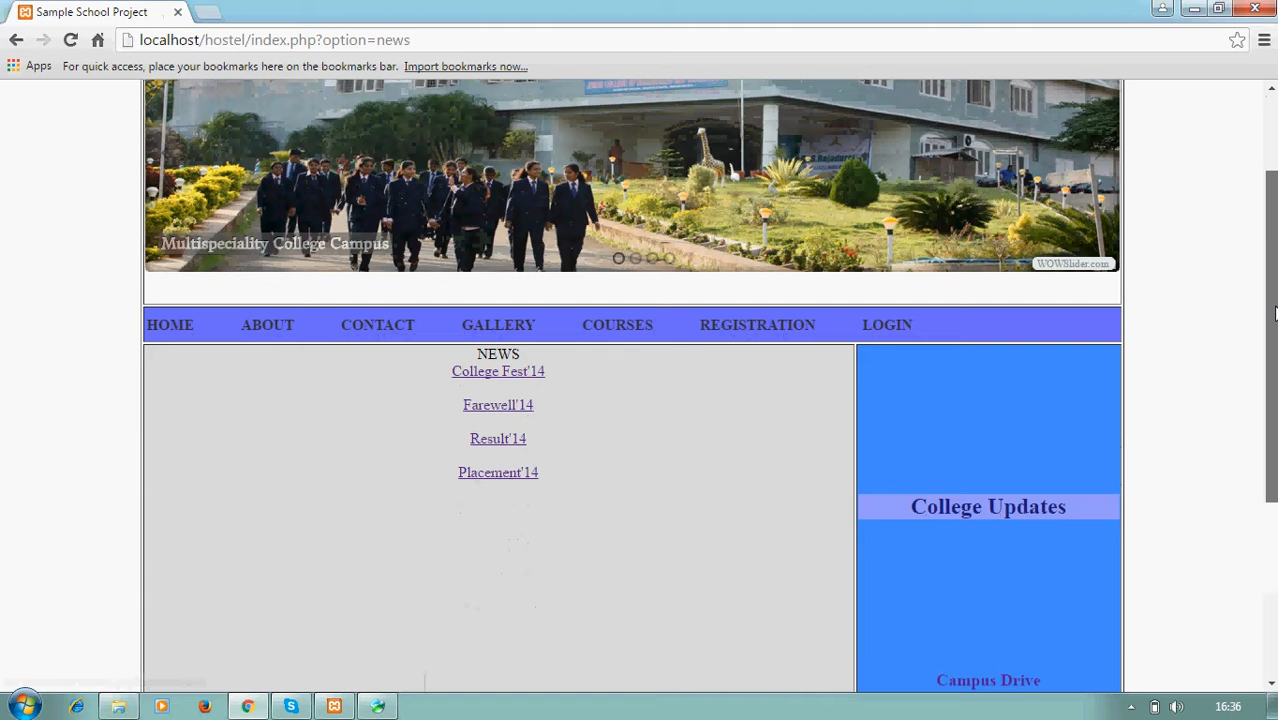 Sample School Project
localhost/hostel/index.php?option=news
Apps For quick access, place your bookmarks here on the bookmarks bar. Import bookmarks now...
Multispeciality College Campus
WOWSlider.com
HOME ABOUT CONTACT GALLERY COURSES REGISTRATION LOGIN
NEWS
College Fest'14
Farewell'14
Result'14
Placement'14
College Updates
Campus Drive
16:36